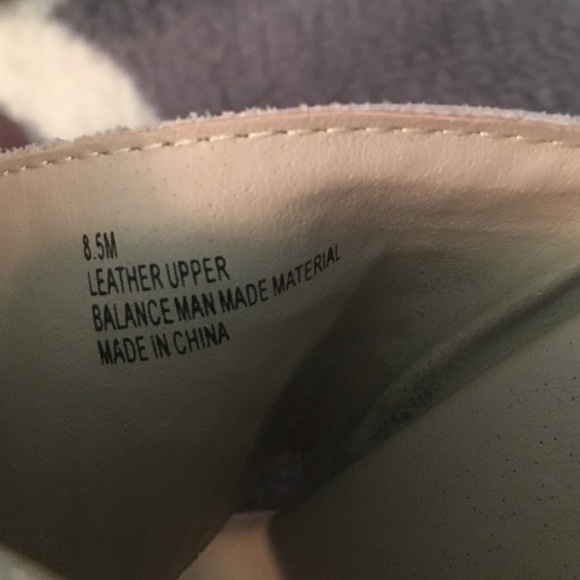 8.5M
LEATHER UPPER
BALANCE MAN MADE MATERIAL
MADE IN CHINA